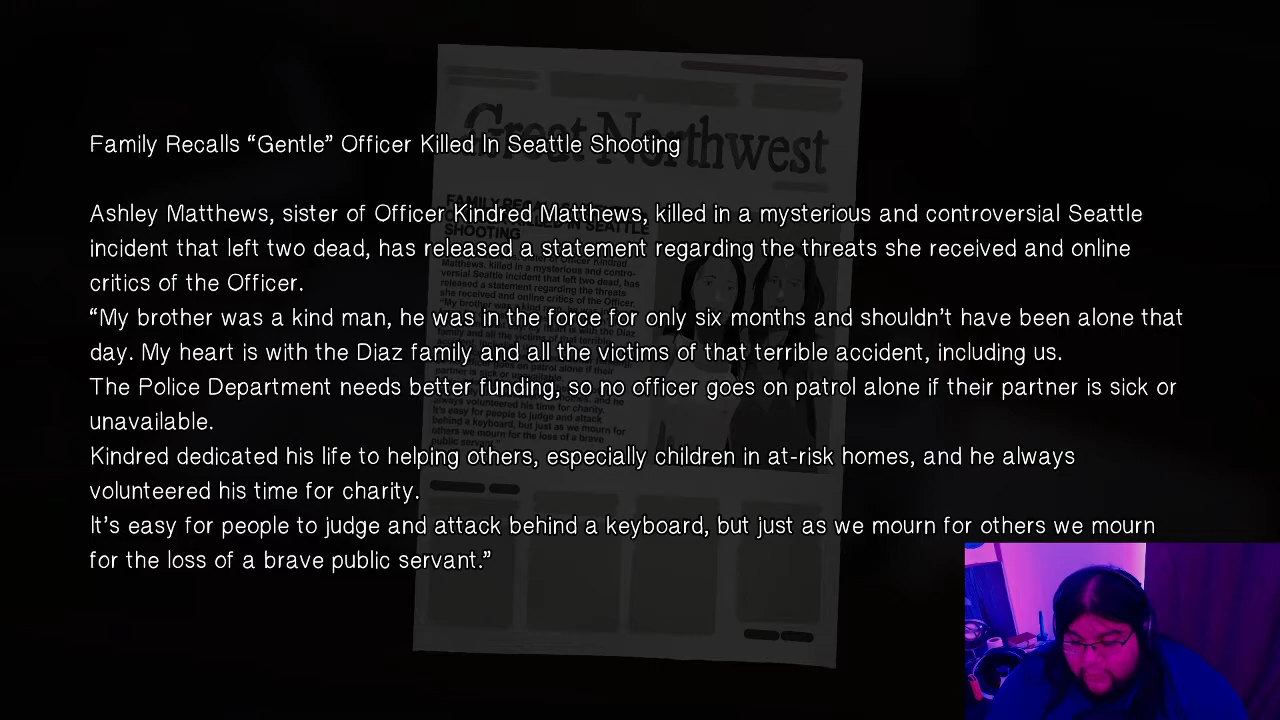 Great Northwest
Family Recalls “Gentle” Officer Killed In Seattle Shooting
Ashley Matthews, sister of Officer Kindred Matthews, killed in a mysterious and controversial Seattle
incident that left two dead, has released a statement regarding the threats she received and online
critics of the Officer.
“My brother was a kind man, he was in the force for only six months and shouldn’t have been alone that
day. My heart is with the Diaz family and all the victims of that terrible accident, including us.
The Police Department needs better funding, so no officer goes on patrol alone if their partner is sick or
unavailable.
Kindred dedicated his life to helping others, especially children in at-risk homes, and he always
volunteered his time for charity.
It’s easy for people to judge and attack behind a keyboard, but just as we mourn for others we mourn
for the loss of a brave public servant.”